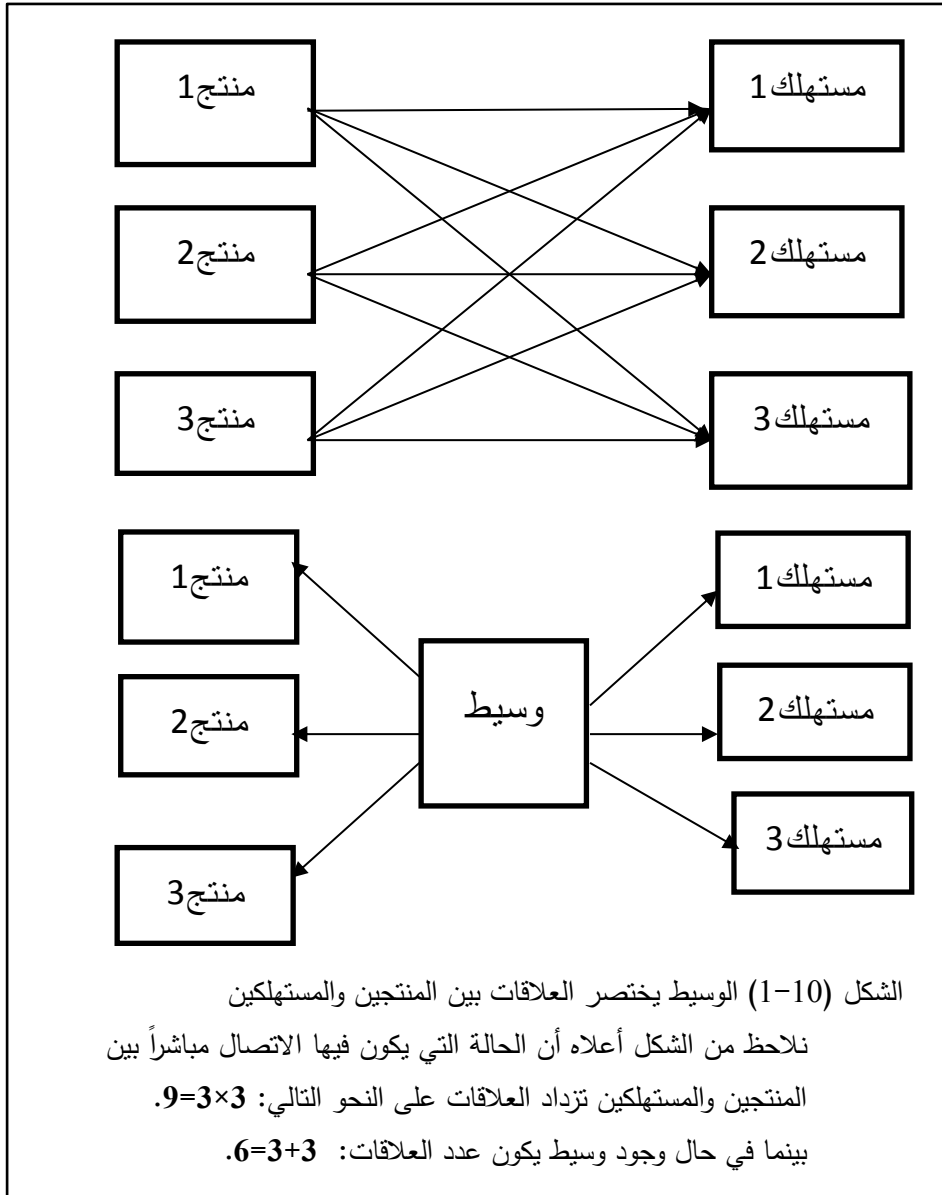 منتج1
مستهلك1
منتج2
مستهلك2
منتج3
مستهلك3
منتج1
مستهلك1
وسيط
منتج2
مستهلك2
منتج3
مستهلك3
الشكل (10-1) الوسيط يختصر العلاقات بين المنتجين والمستهلكين
نلاحظ من الشكل أعلاه أن الحالة التي يكون فيها الاتصال مباشراً بين
المنتجين والمستهلكين تزداد العلاقات على النحو التالي: 3×3=9.
بينما في حال وجود وسيط يكون عدد العلاقات: 3+3=6.